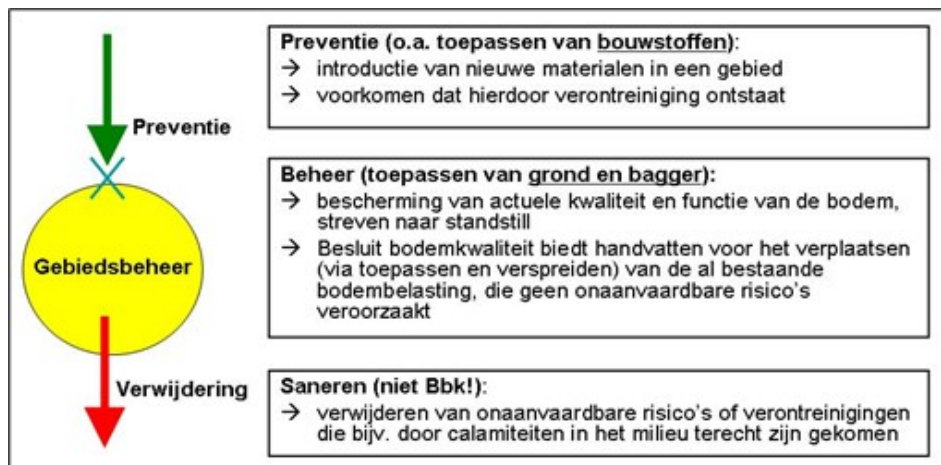 Preventie (o.a. toepassen van bouwstoffen):
→ introductie van nieuwe materialen in een gebied
→ voorkomen dat hierdoor verontreiniging ontstaat
Preventie
Beheer (toepassen van grond en bagger):
→ bescherming van actuele kwaliteit en functie van de bodem,
streven naar standstill
→ Besluit bodemkwaliteit biedt handvatten voor het verplaatsen
(via toepassen en verspreiden) van de al bestaande
bodembelasting, die geen onaanvaardbare risico's
veroorzaakt
Gebiedsbeheer
Verwijdering
Saneren (niet Bbk!):
→ verwijderen van onaanvaardbare risico's of verontreinigingen
die bijv. door calamiteiten in het milieu terecht zijn gekomen